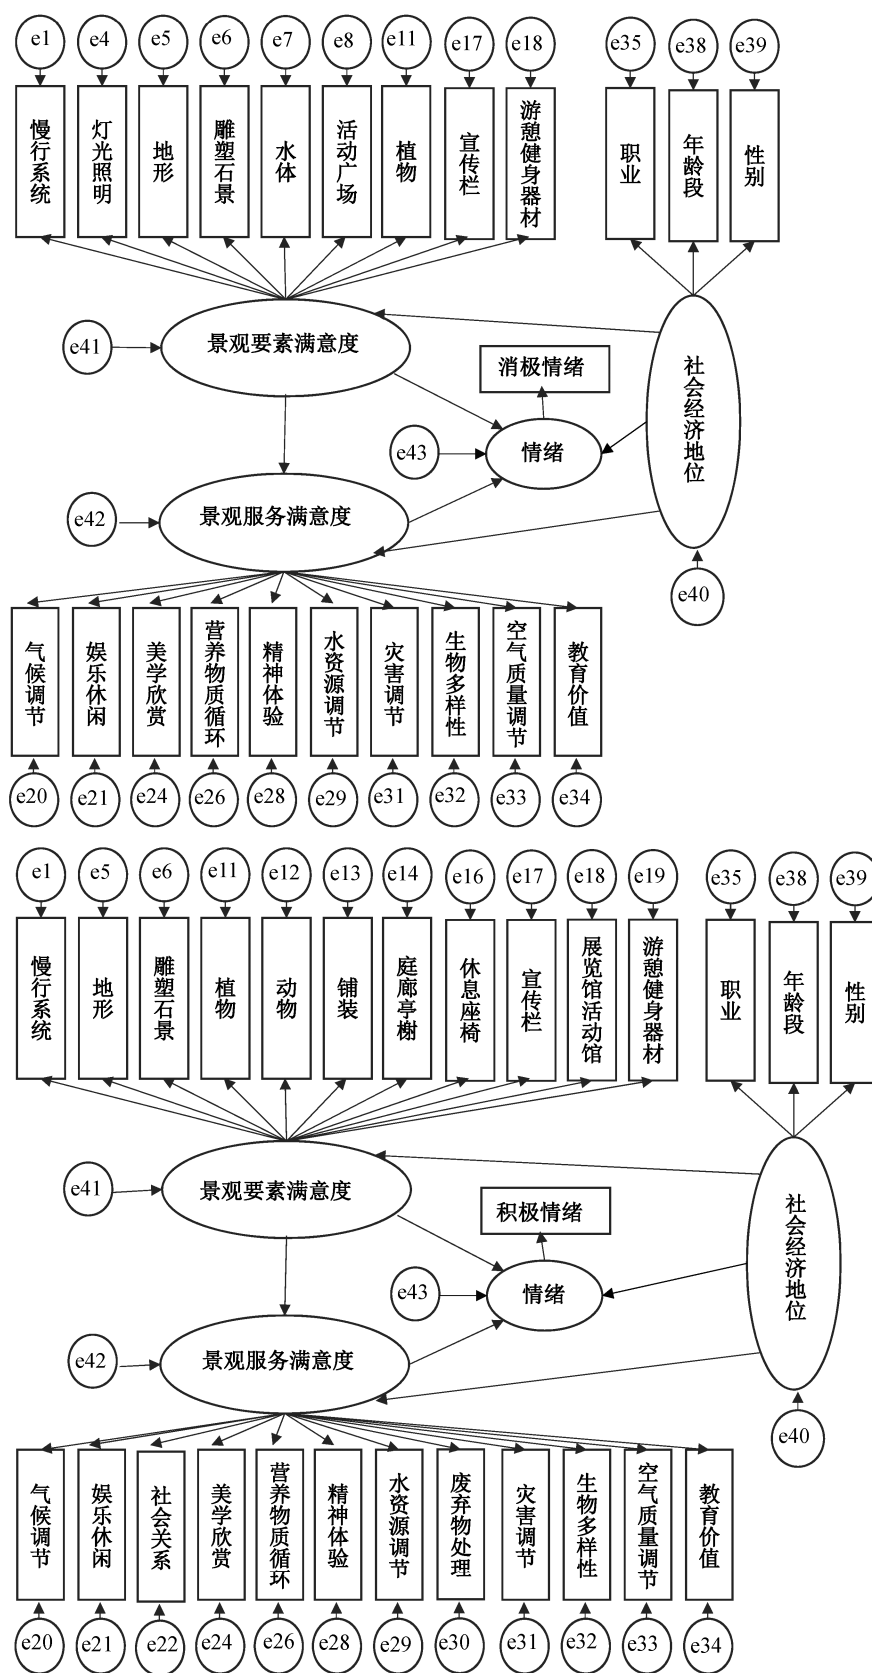 e1 e4 e5 e6 e7 e8 e11 e17 e18 e35 e38 e39
慢行系统
灯光照明
地形
雕塑石景
水体
活动广场
植物
宣传栏
游憩健身器材
职业
年龄段
性别
e41
景观要素满意度
消极情绪
社会经济地位
e43
情绪
e42
景观服务满意度
e40
气候调节
娱乐休闲
美学欣赏
营养物质循环
精神体验
水资源调节
灾害调节
生物多样性
空气质量调节
教育价值
e20 e21 e24 e26 e28 e29 e31 e32 e33 e34
e1 e5 e6 e11 e12 e13 e14 e16 e17 e18 e19 e35 e38 e39
慢行系统
地形
雕塑石景
植物
动物
铺装
庭廊亭榭
休息座椅
宣传栏
展览馆活动馆
游憩健身器材
职业
年龄段
性别
e41
景观要素满意度
积极情绪
社会经济地位
e43
情绪
e42
景观服务满意度
e40
气候调节
娱乐休闲
社会关系
美学欣赏
营养物质循环
精神体验
水资源调节
废弃物处理
灾害调节
生物多样性
空气质量调节
教育价值
e20 e21 e22 e24 e26 e28 e29 e30 e31 e32 e33 e34